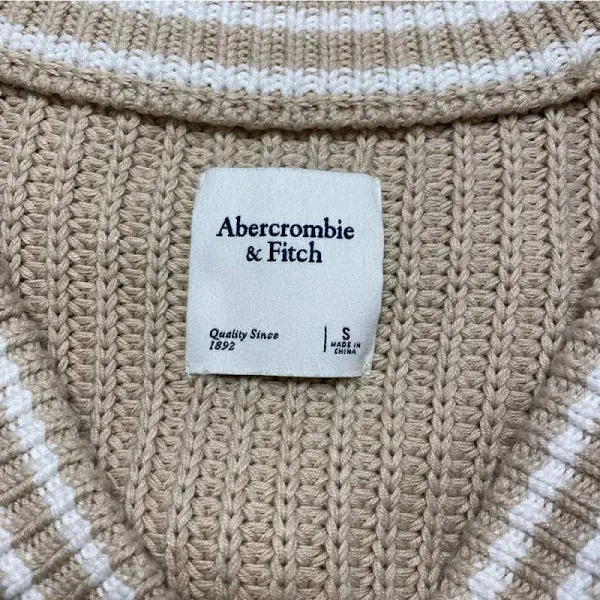 Abercrombie
& Fitch
Quality Since
1892
S
MADE IN
CHINA